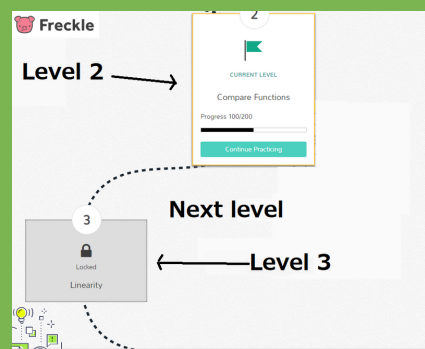 Freckle
2
CURRENT LEVEL
Compare Functions
Progress 100/200
Continue Practicing
Level 2
Next level
3
Locked
Linearity
Level 3